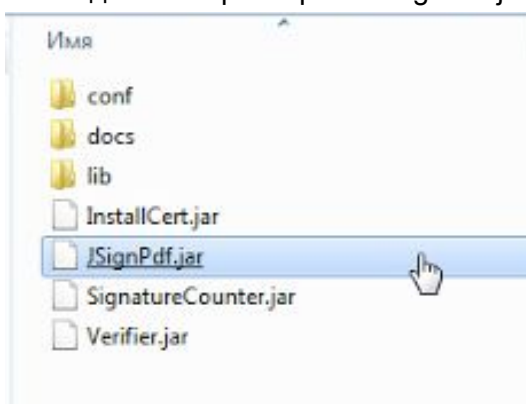 Имя
conf
docs
lib
InstallCert.jar
JSignPdf.jar
SignatureCounter.jar
Verifier.jar